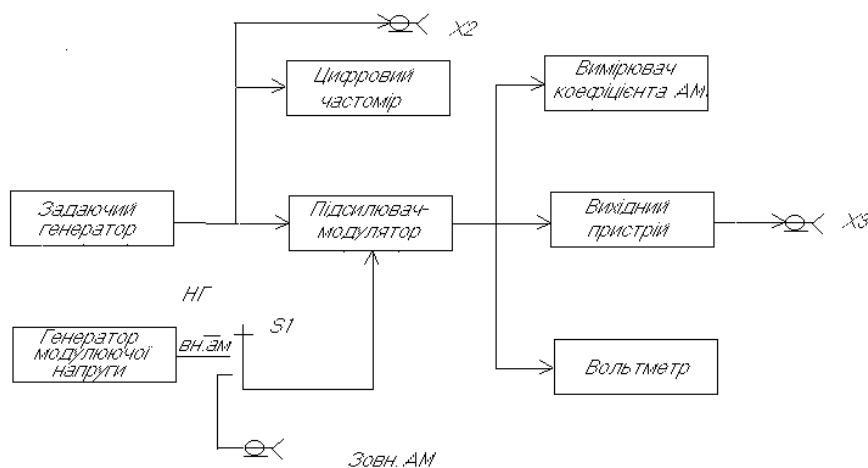 X2
Цифровий
частомір
Вимірювач
коефіцієнта АМ.
Задаючий
генератор
Підсилювач-
модулятор
Вихідний
пристрій
X3
НГ
S1
Генератор
модулюючої
напруги
вн.ам
Вольтметр
Зовн. АМ